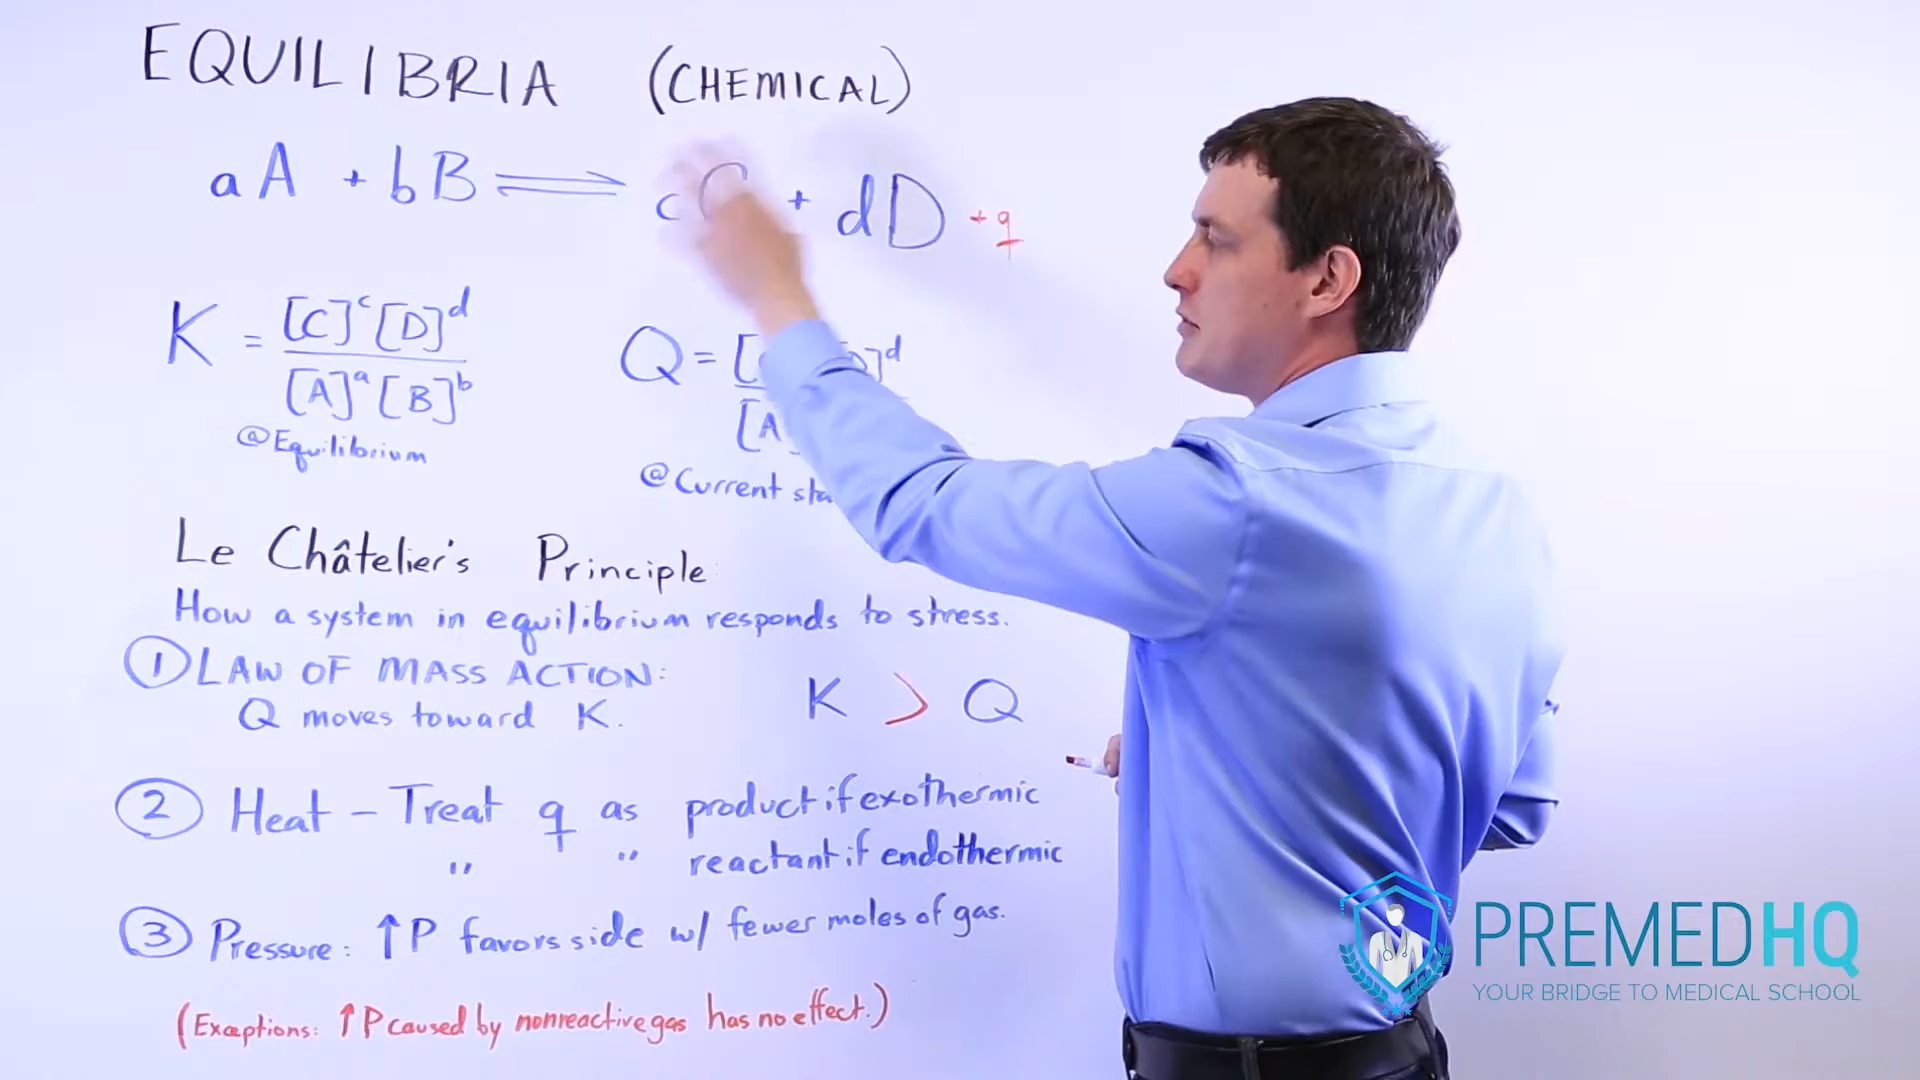 EQUILIBRIA (CHEMICAL)
aA + bB ⇌ c + dD + q
K = [C]^c [D]^d / [A]^a [B]^b
@Equilibrium
Q = [ ]^d / [A
@Current
Le Châtelier's Principle:
How a system in equilibrium responds to stress.
① LAW OF MASS ACTION:
Q moves toward K.
K > Q
② Heat - Treat q as product if exothermic
" " reactant if endothermic
③ Pressure: ↑P favors side w/ fewer moles of gas.
(Exceptions: ↑P caused by nonreactive gas has no effect.)
PREMEDHQ
YOUR BRIDGE TO MEDICAL SCHOOL